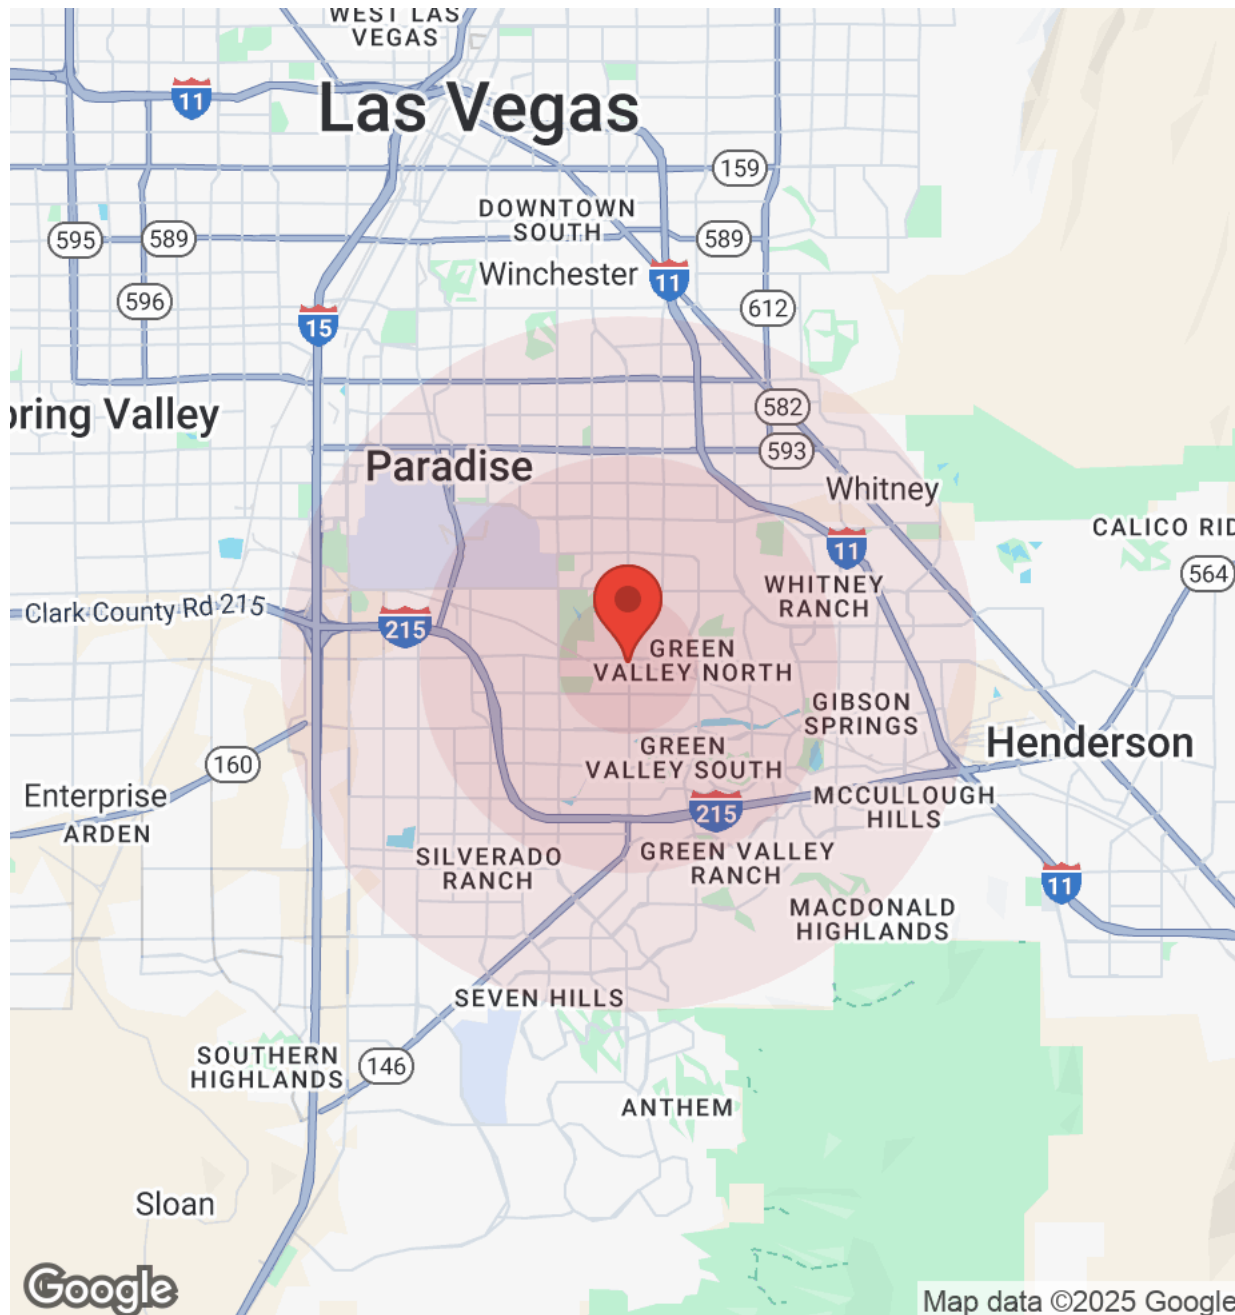 WEST LAS
VEGAS
11
Las Vegas
159
DOWNTOWN
SOUTH
595
589
589
Winchester
11
596
612
15
582
pring Valley
593
Paradise
Whitney
CALICO RID
11
564
WHITNEY
RANCH
Clark County Rd 215
215
GREEN
VALLEY NORTH
GIBSON
SPRINGS
Henderson
160
GREEN
VALLEY SOUTH
Enterprise
ARDEN
MCCULLOUGH
HILLS
215
SILVERADO
RANCH
GREEN VALLEY
RANCH
11
MACDONALD
HIGHLANDS
SEVEN HILLS
SOUTHERN
HIGHLANDS
146
ANTHEM
Sloan
Google
Map data ©2025 Google